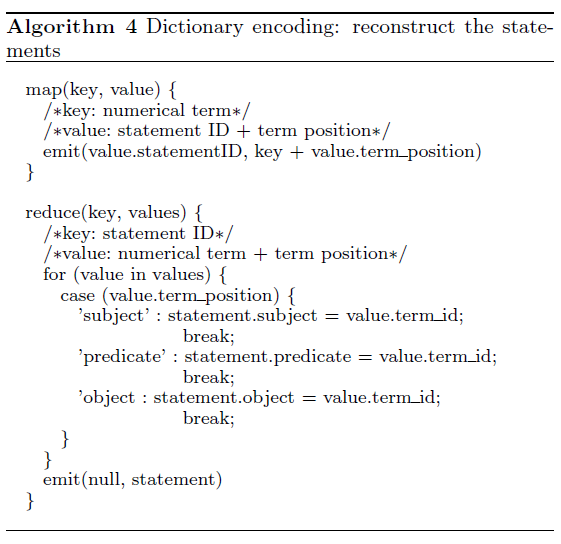 Algorithm 4 Dictionary encoding: reconstruct the state-
ments
map(key, value) {
/*key: numerical term*/
/*value: statement ID + term position*/
emit(value.statementID, key + value.term_position)
}
reduce(key, values) {
/*key: statement ID*/
/*value: numerical term + term position*/
for (value in values) {
case (value.term_position) {
’subject’ : statement.subject = value.term_id;
break;
’predicate’ : statement.predicate = value.term_id;
break;
’object : statement.object = value.term_id;
break;
}
}
emit(null, statement)
}